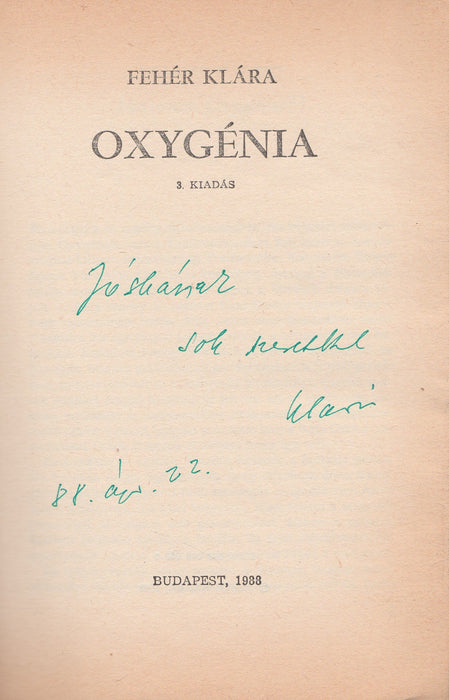 FEHÉR KLÁRA
OXYGÉNIA
3. KIADÁS
Jóskának
sok szeretettel
Klári
88. ápr. 22.
BUDAPEST, 1988